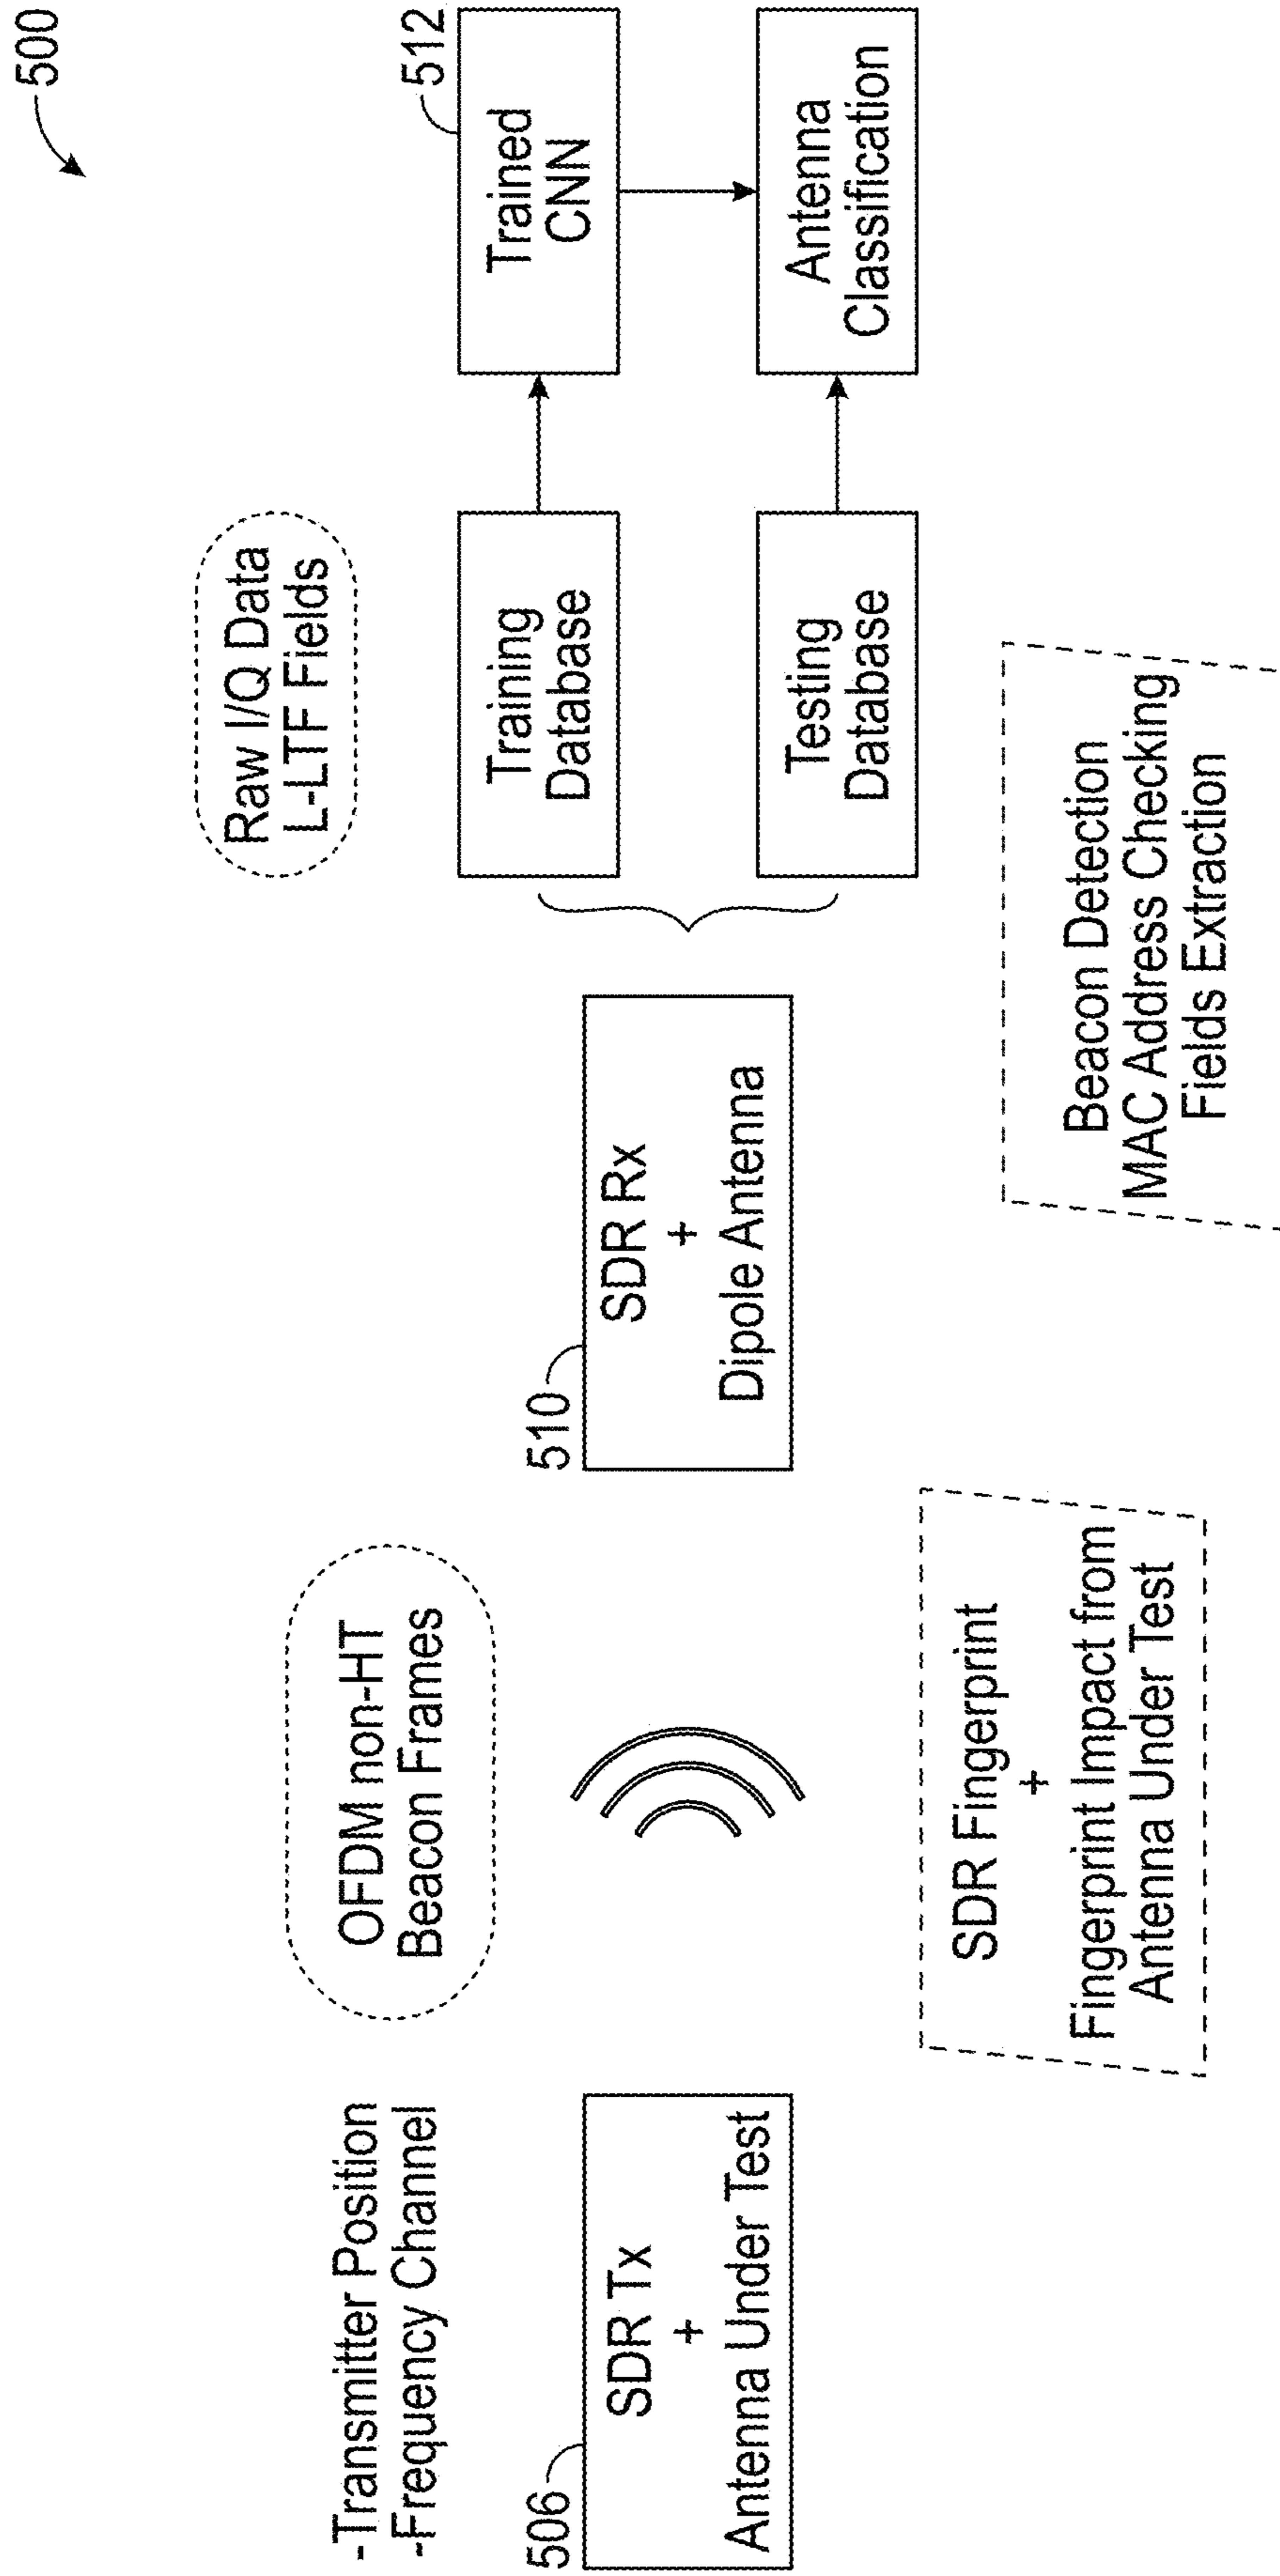 500
-Transmitter Position
-Frequency Channel
506
SDR Tx
+
Antenna Under Test
OFDM non-HT
Beacon Frames
SDR Fingerprint
+
Fingerprint Impact from
Antenna Under Test
510
SDR Rx
+
Dipole Antenna
Beacon Detection
MAC Address Checking
Fields Extraction
Raw I/Q Data
L-LTF Fields
Training
Database
Testing
Database
512
Trained
CNN
Antenna
Classification